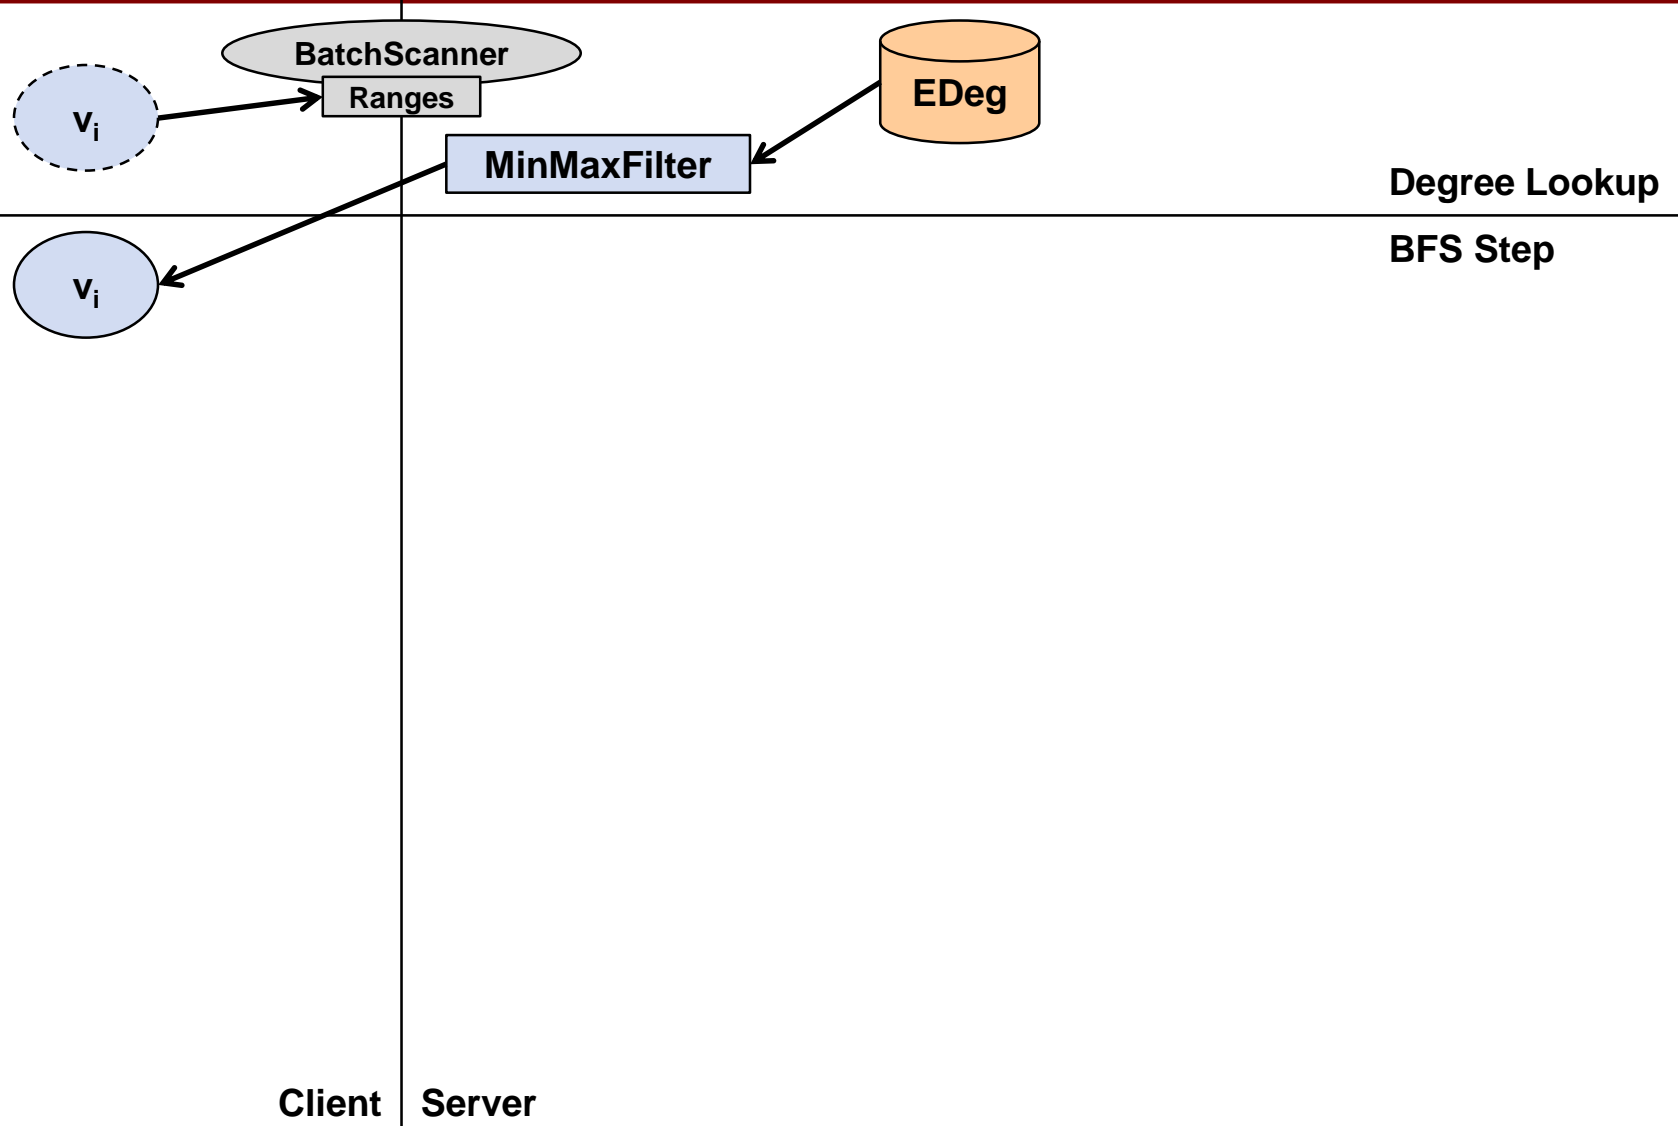 BatchScanner
Ranges
EDeg
vi
MinMaxFilter
Degree Lookup
BFS Step
vi
Client
Server